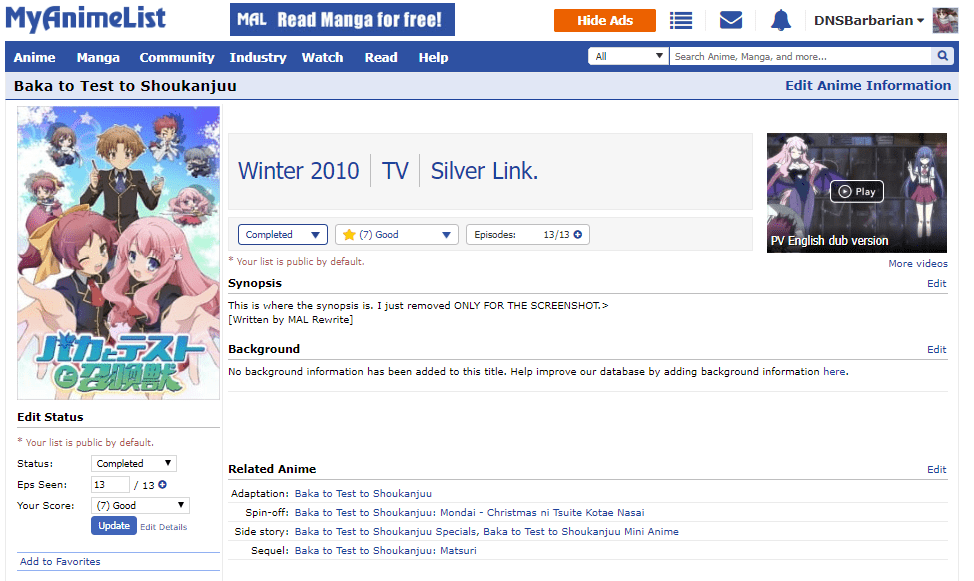 MyAnimeList
MAL Read Manga for free!
Hide Ads
DNSBarbarian
Anime Manga Community Industry Watch Read Help
All Search Anime, Manga, and more...
Baka to Test to Shoukanjuu
Edit Anime Information
バカとテスト
と召喚獣
Winter 2010 TV Silver Link.
Completed (7) Good Episodes: 13/13
* Your list is public by default.
Play
PV English dub version
More videos
Synopsis Edit
This is where the synopsis is. I just removed ONLY FOR THE SCREENSHOT.>
[Written by MAL Rewrite]
Background Edit
No background information has been added to this title. Help improve our database by adding background information here.
Edit Status
* Your list is public by default.
Status: Completed
Eps Seen: 13 / 13
Your Score: (7) Good
Update Edit Details
Add to Favorites
Related Anime Edit
Adaptation: Baka to Test to Shoukanjuu
Spin-off: Baka to Test to Shoukanjuu: Mondai - Christmas ni Tsuite Kotae Nasai
Side story: Baka to Test to Shoukanjuu Specials, Baka to Test to Shoukanjuu Mini Anime
Sequel: Baka to Test to Shoukanjuu: Matsuri